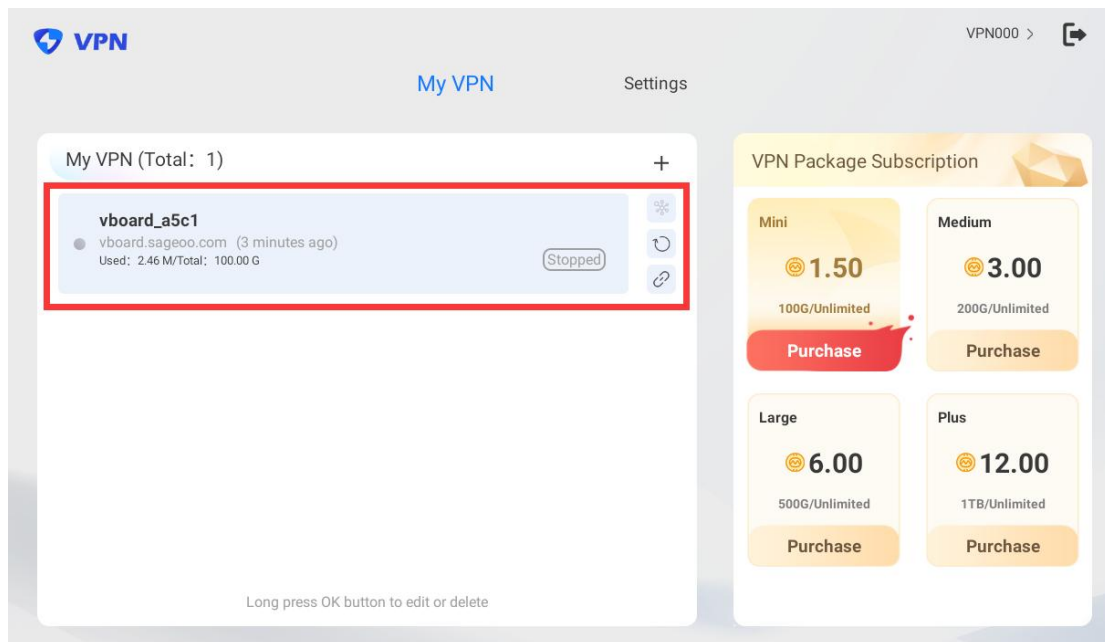 VPN
VPN000 >
My VPN
Settings
My VPN (Total：1)
+
vboard_a5c1
vboard.sageoo.com (3 minutes ago)
Used：2.46 M/Total：100.00 G
Stopped
Long press OK button to edit or delete
VPN Package Subscription
Mini
1.50
100G/Unlimited
Purchase
Medium
3.00
200G/Unlimited
Purchase
Large
6.00
500G/Unlimited
Purchase
Plus
12.00
1TB/Unlimited
Purchase